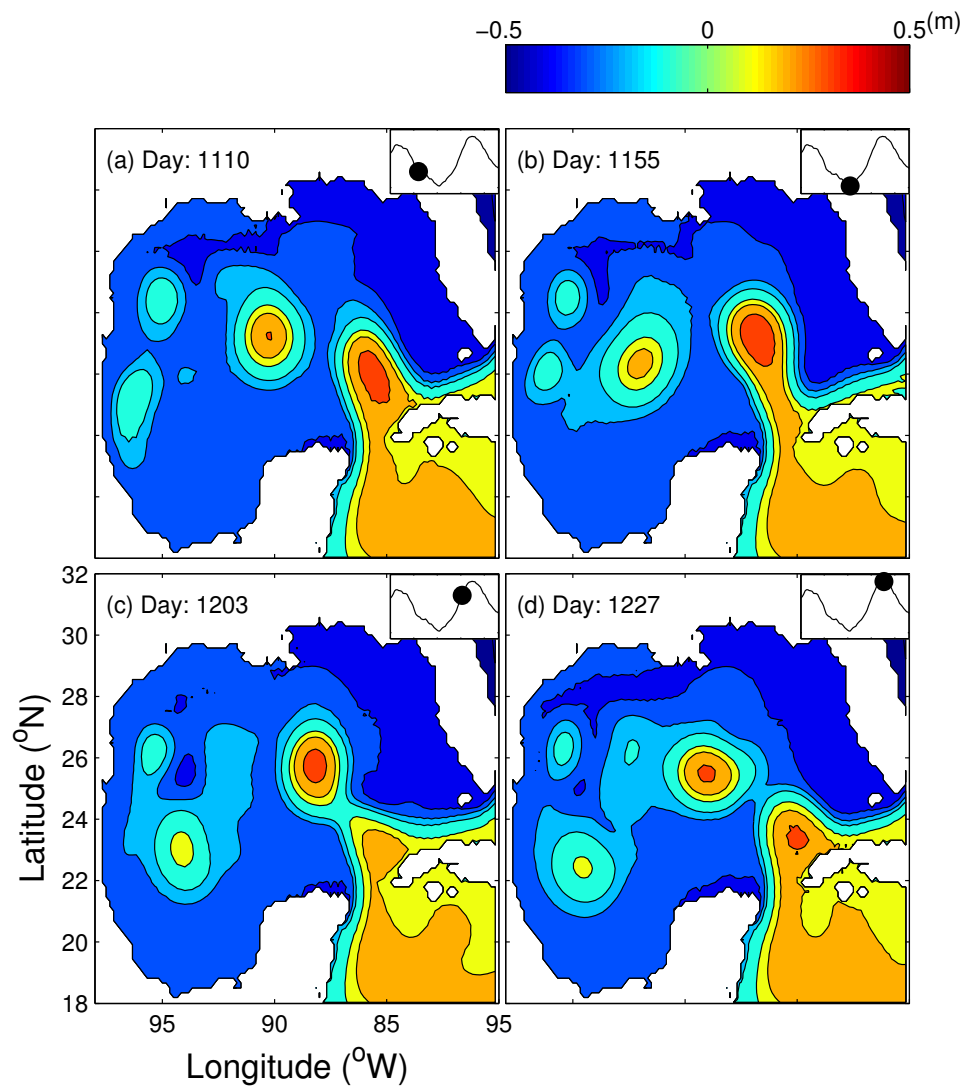 −0.5 0 0.5 (m)
(a) Day: 1110
(b) Day: 1155
(c) Day: 1203
(d) Day: 1227
32
30
28
26
24
22
20
18
Latitude (°N)
95 90 85 95
Longitude (°W)